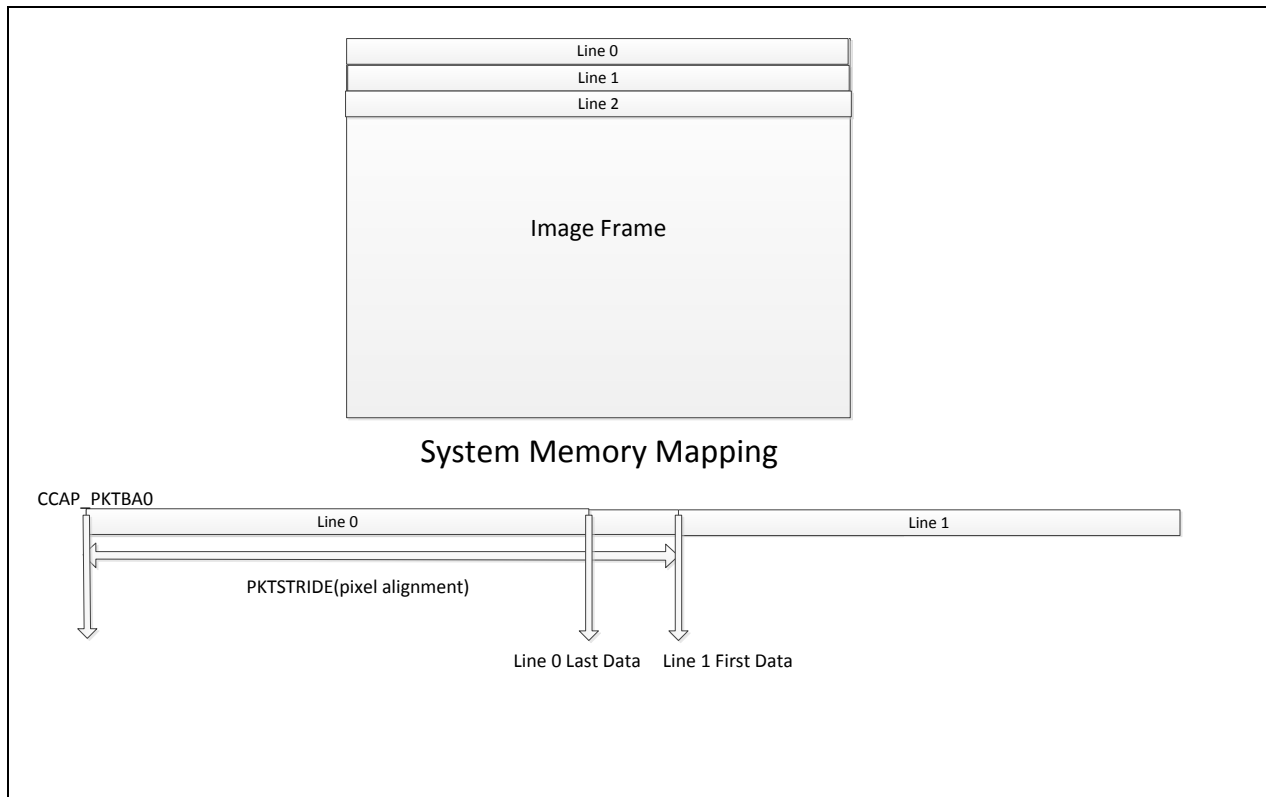 Line 0
Line 1
Line 2
Image Frame
System Memory Mapping
CCAP_PKTBA0
Line 0
Line 1
PKTSTRIDE(pixel alignment)
Line 0 Last Data
Line 1 First Data